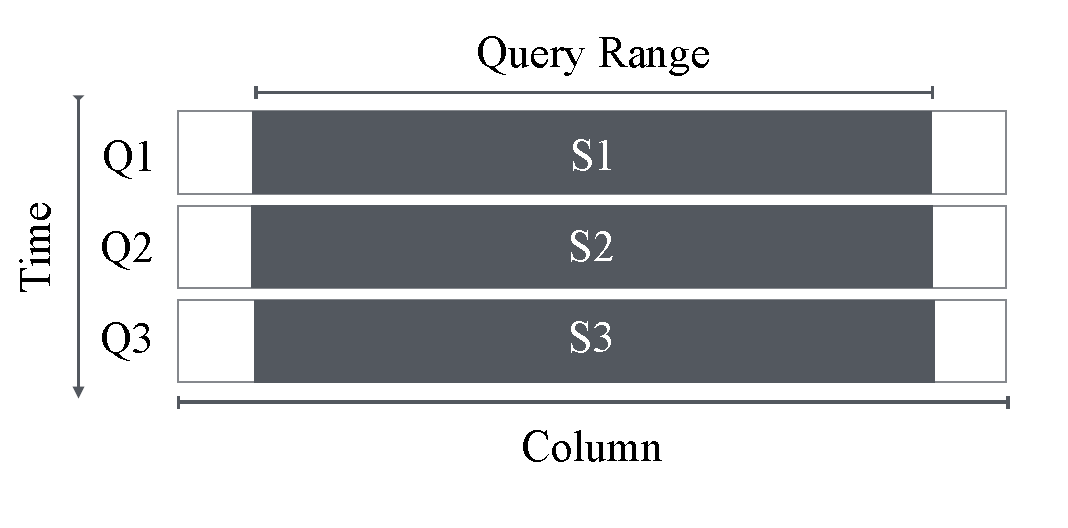 Query Range
Q1
S1
Q2
S2
Q3
S3
Time
Column